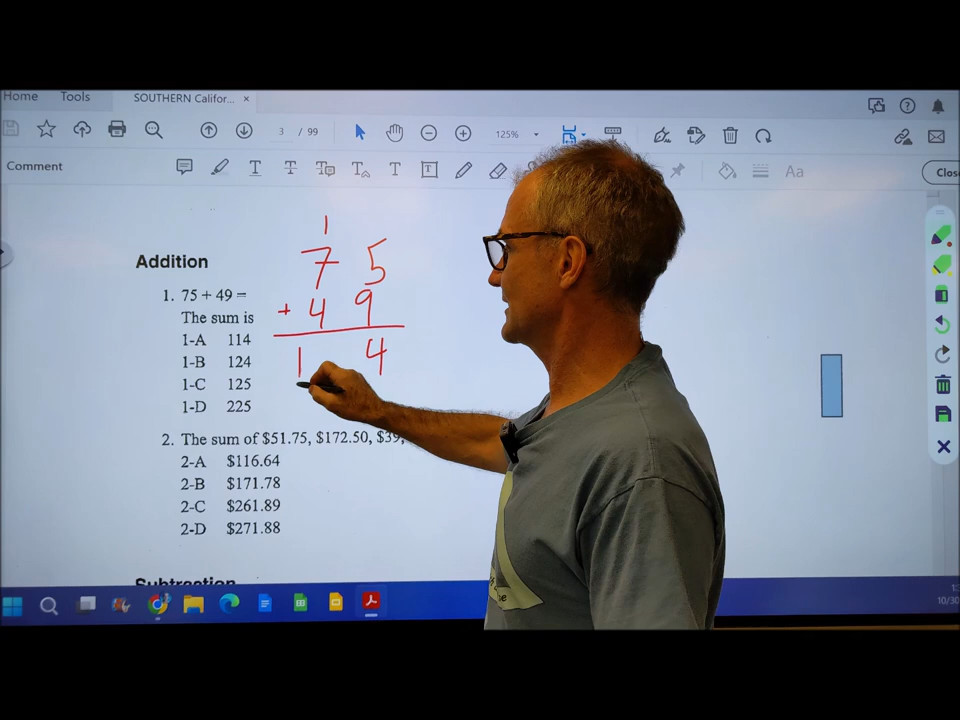 Home Tools SOUTHERN Califor... ×
3 / 99 125%
Comment Aa
Addition
1. 75 + 49 =
The sum is
1-A 114
1-B 124
1-C 125
1-D 225
1
7 5
+ 4 9
1 4
2. The sum of $51.75, $172.50, $39,
2-A $116.64
2-B $171.78
2-C $261.89
2-D $271.88
Subtraction
10/30